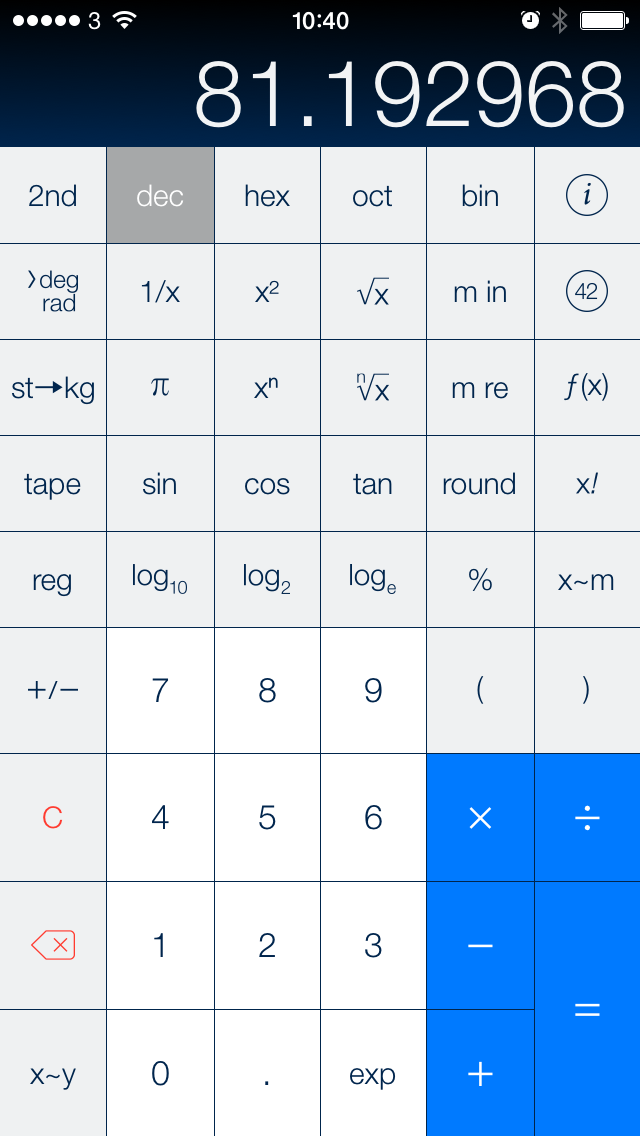 3 10:40
81.192968
2nd dec hex oct bin i
›deg rad 1/x x² √x m in 42
st→kg π xⁿ ⁿ√x m re f(x)
tape sin cos tan round x!
reg log₁₀ log₂ logₑ % x~m
+/− 7 8 9 ( )
C 4 5 6 × ÷
1 2 3 − =
x~y 0 . exp +